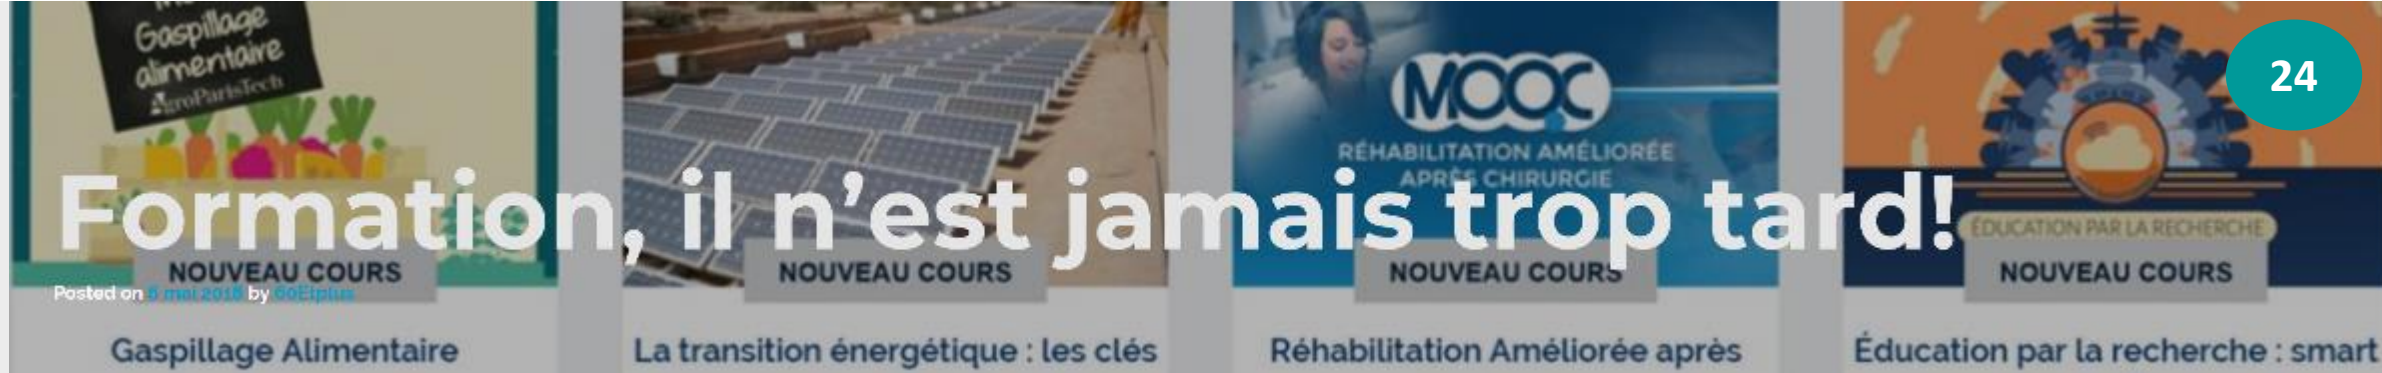 Gaspillage
alimentaire
AgroParisTech
MOOC
RÉHABILITATION AMÉLIORÉE
APRÈS CHIRURGIE
24
Formation, il n'est jamais trop tard!
ÉDUCATION PAR LA RECHERCHE
NOUVEAU COURS
NOUVEAU COURS
NOUVEAU COURS
NOUVEAU COURS
Posted on mai 2018 by
Gaspillage Alimentaire
La transition énergétique : les clés
Réhabilitation Améliorée après
Éducation par la recherche : smart